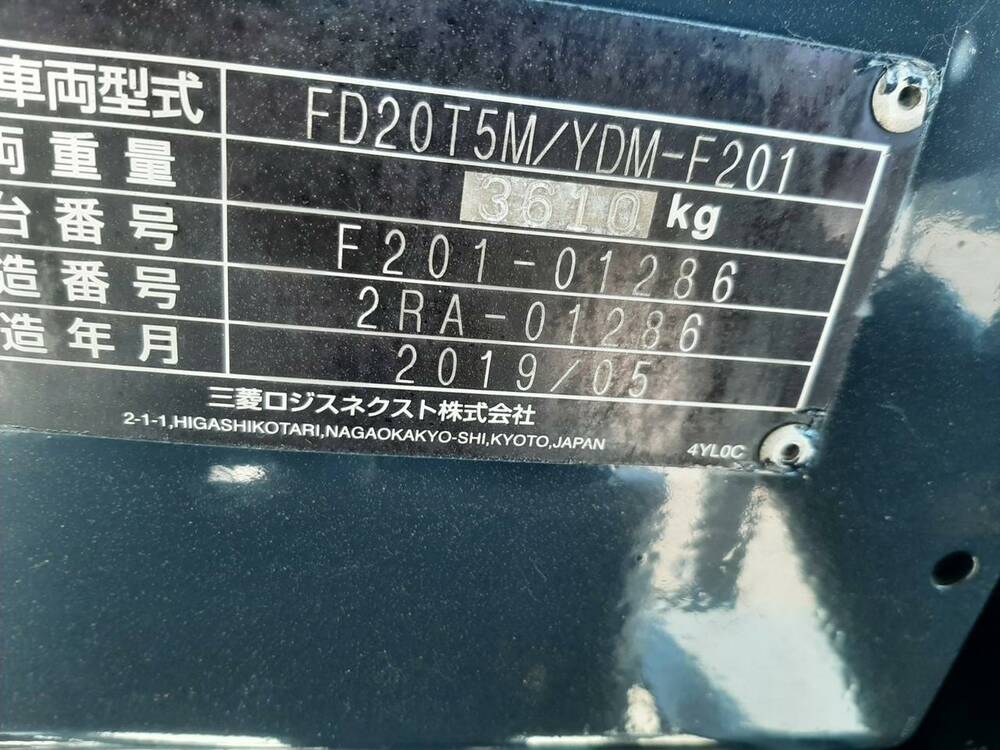 車両型式 FD20T5M/YDM-F201
両重量 3610 kg
台番号 F201-01286
造番号 2RA-01286
造年月 2019/05
三菱ロジスネクスト株式会社
2-1-1,HIGASHIKOTARI,NAGAOKAKYO-SHI,KYOTO,JAPAN 4YL0C